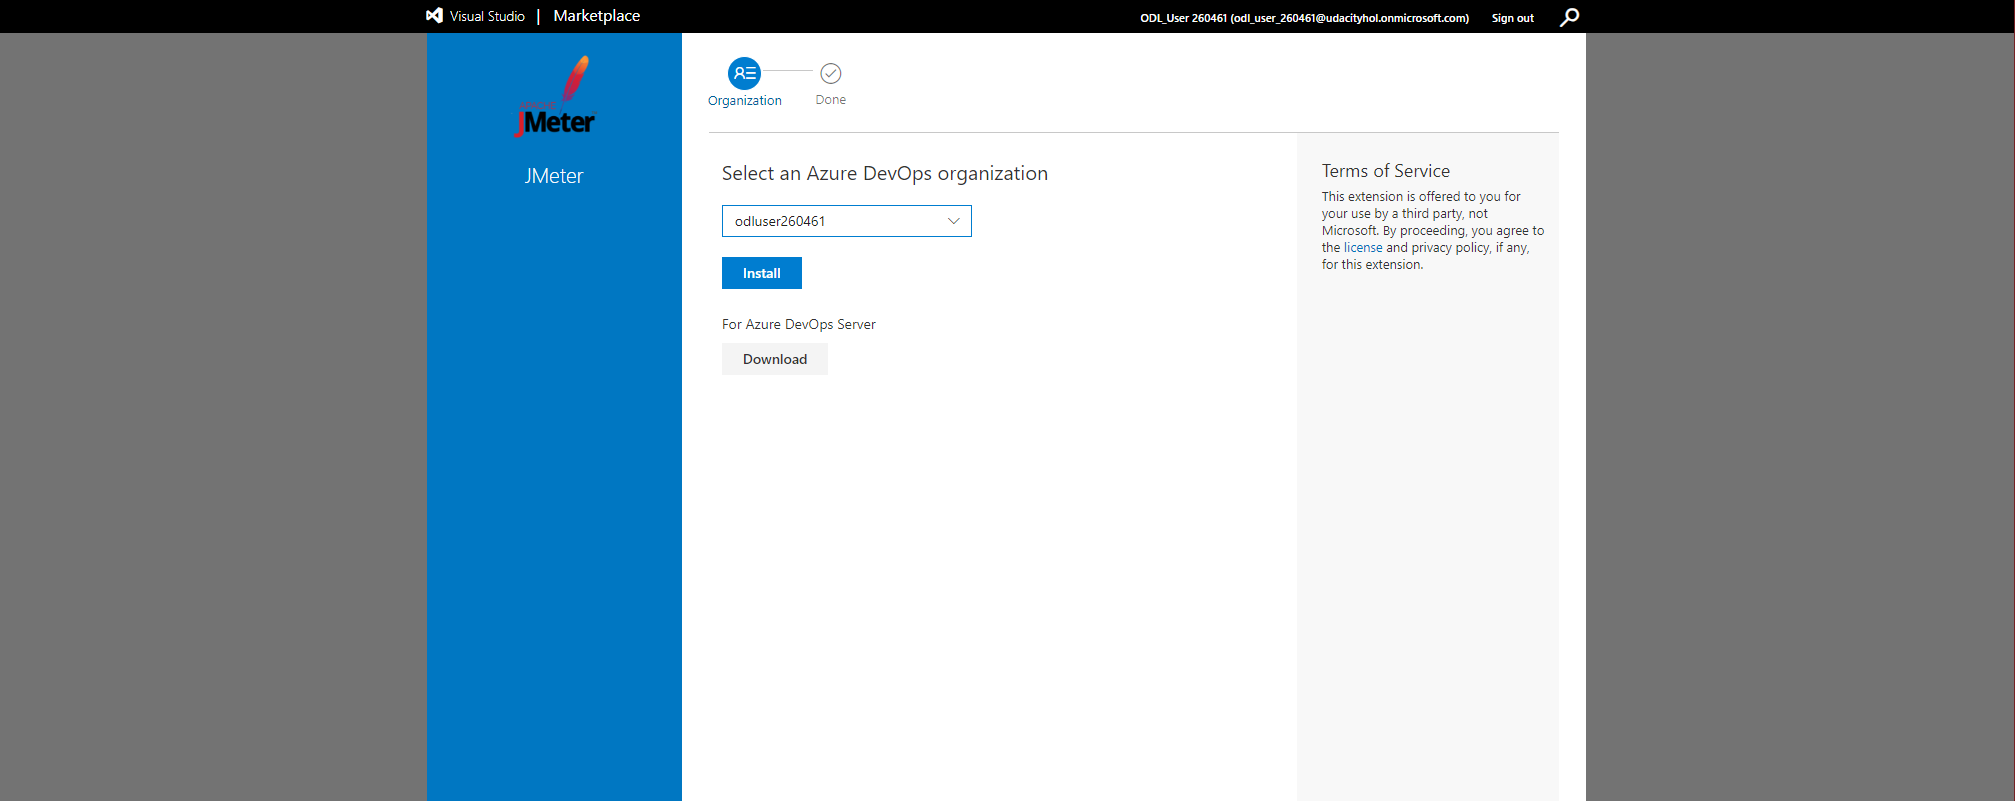 Visual Studio | Marketplace
ODL_User 260461 (odl_user_260461@udacityhol.onmicrosoft.com) Sign out
APACHE
JMeter
JMeter
Organization
Done
Select an Azure DevOps organization
odluser260461
Install
For Azure DevOps Server
Download
Terms of Service
This extension is offered to you for
your use by a third party, not
Microsoft. By proceeding, you agree to
the license and privacy policy, if any,
for this extension.